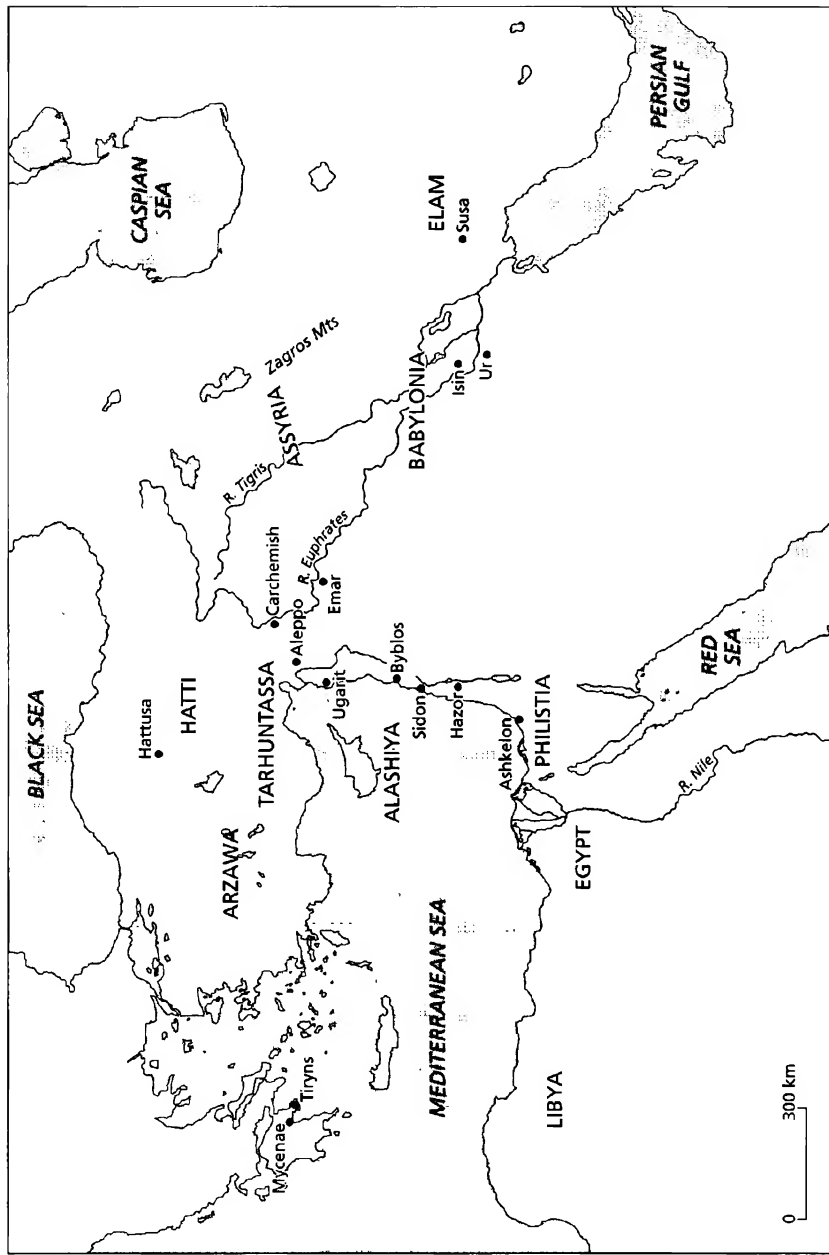 BLACK SEA
CASPIAN
SEA
Hattusa
HATTI
ARZAWA
TARHUNTASSA
Carchemish
Aleppo
R. Tigris
ASSYRIA
Zagros Mts
Mycenae
Tiryns
Ugarit
Emar
R. Euphrates
ALASHIYA
Byblos
Sidon
Hazor
BABYLONIA
Isin
Ur
ELAM
Susa
MEDITERRANEAN SEA
Ashkelon
PHILISTIA
LIBYA
EGYPT
R. Nile
RED
SEA
PERSIAN
GULF
0 300 km